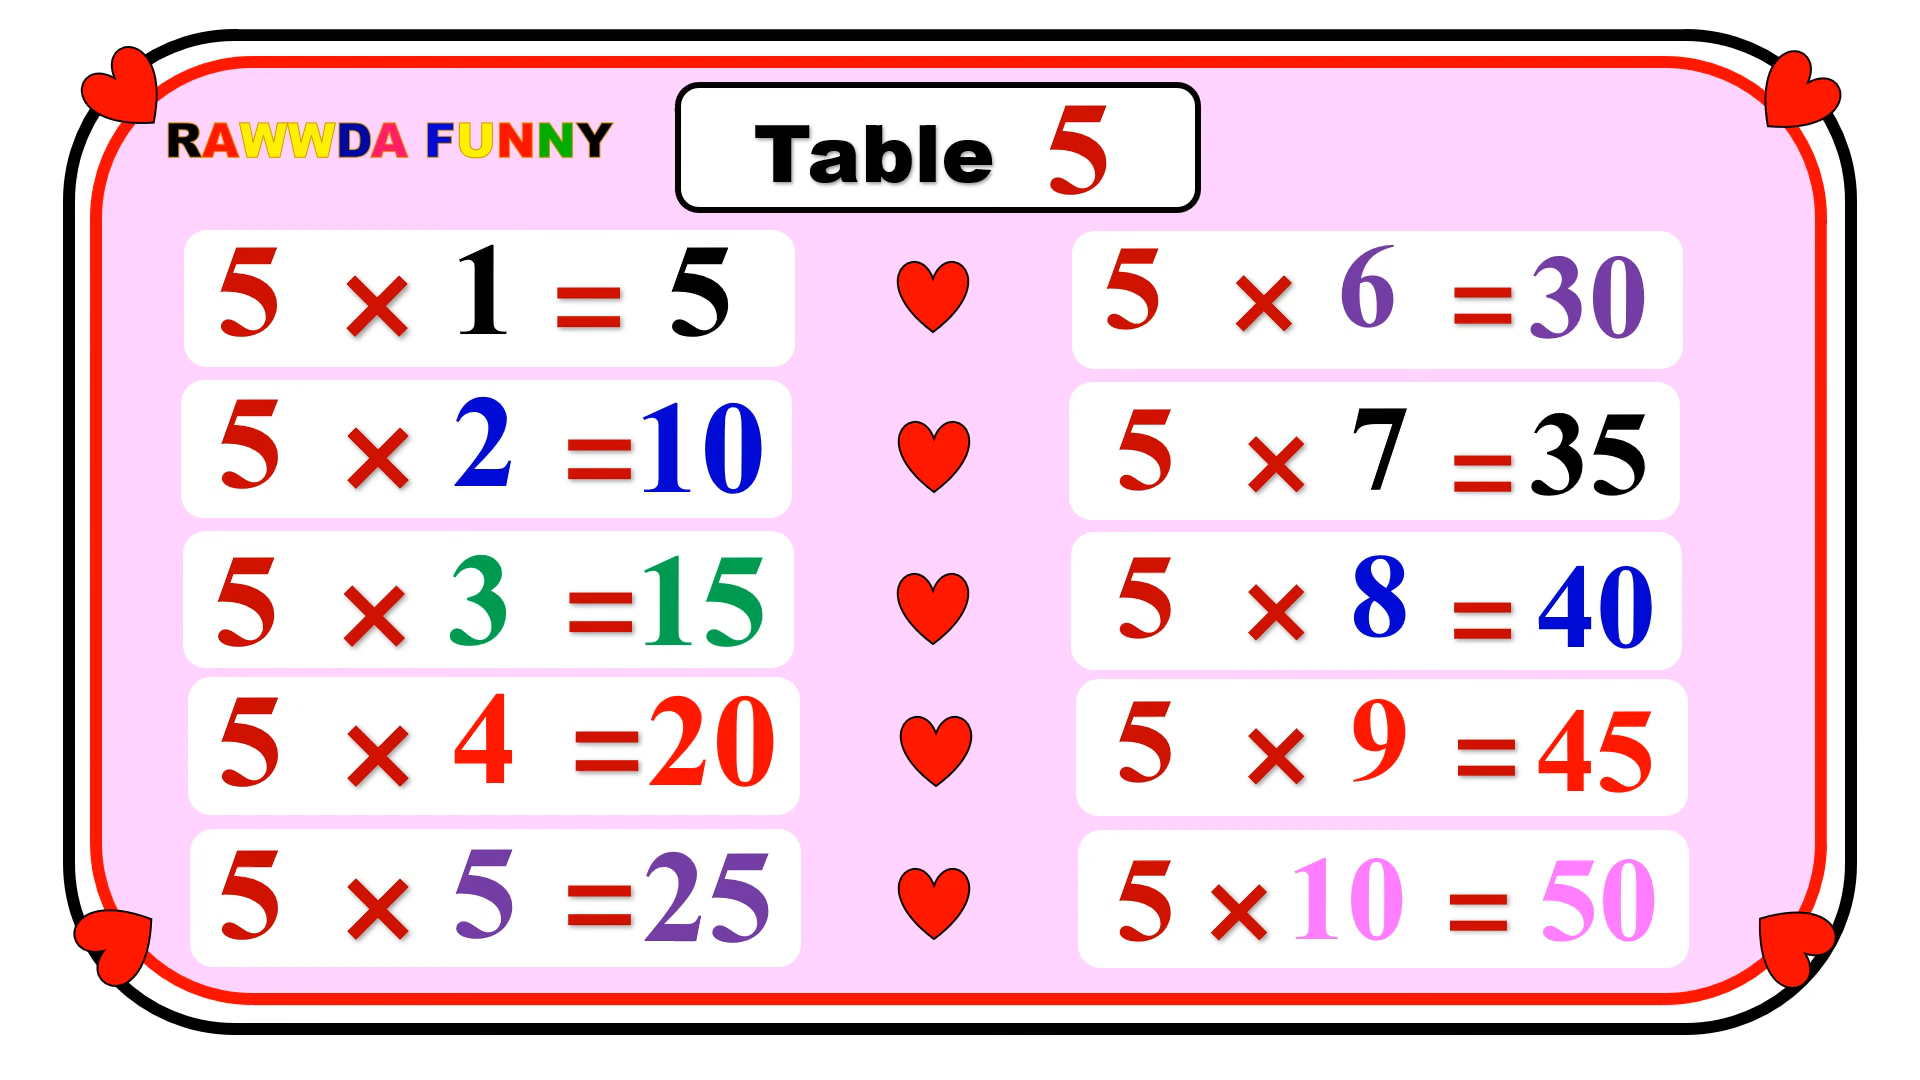 RAWWDA FUNNY
Table 5
5 × 1 = 5
5 × 2 =10
5 × 3 =15
5 × 4 =20
5 × 5 =25
5 × 6 =30
5 × 7 =35
5 × 8 = 40
5 × 9 = 45
5 ×10 = 50